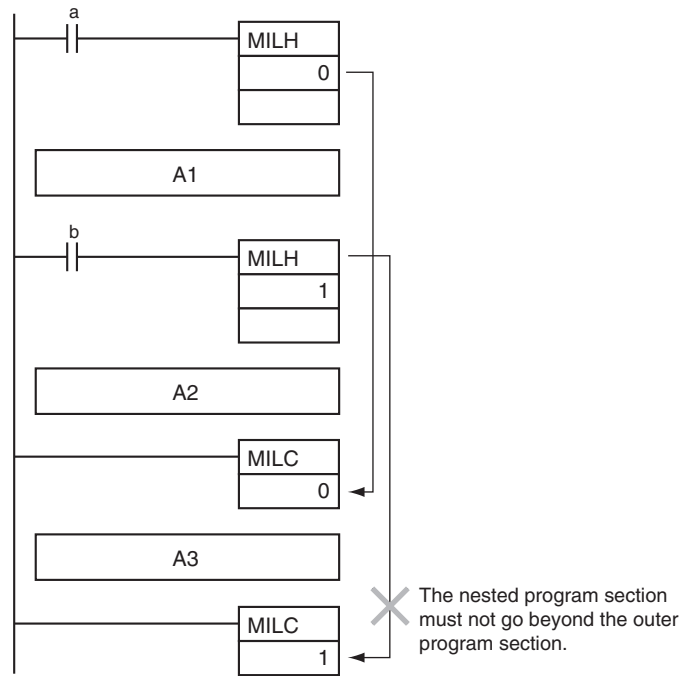 a
MILH
0
A1
b
MILH
1
A2
MILC
0
A3
The nested program section
must not go beyond the outer
program section.
MILC
1